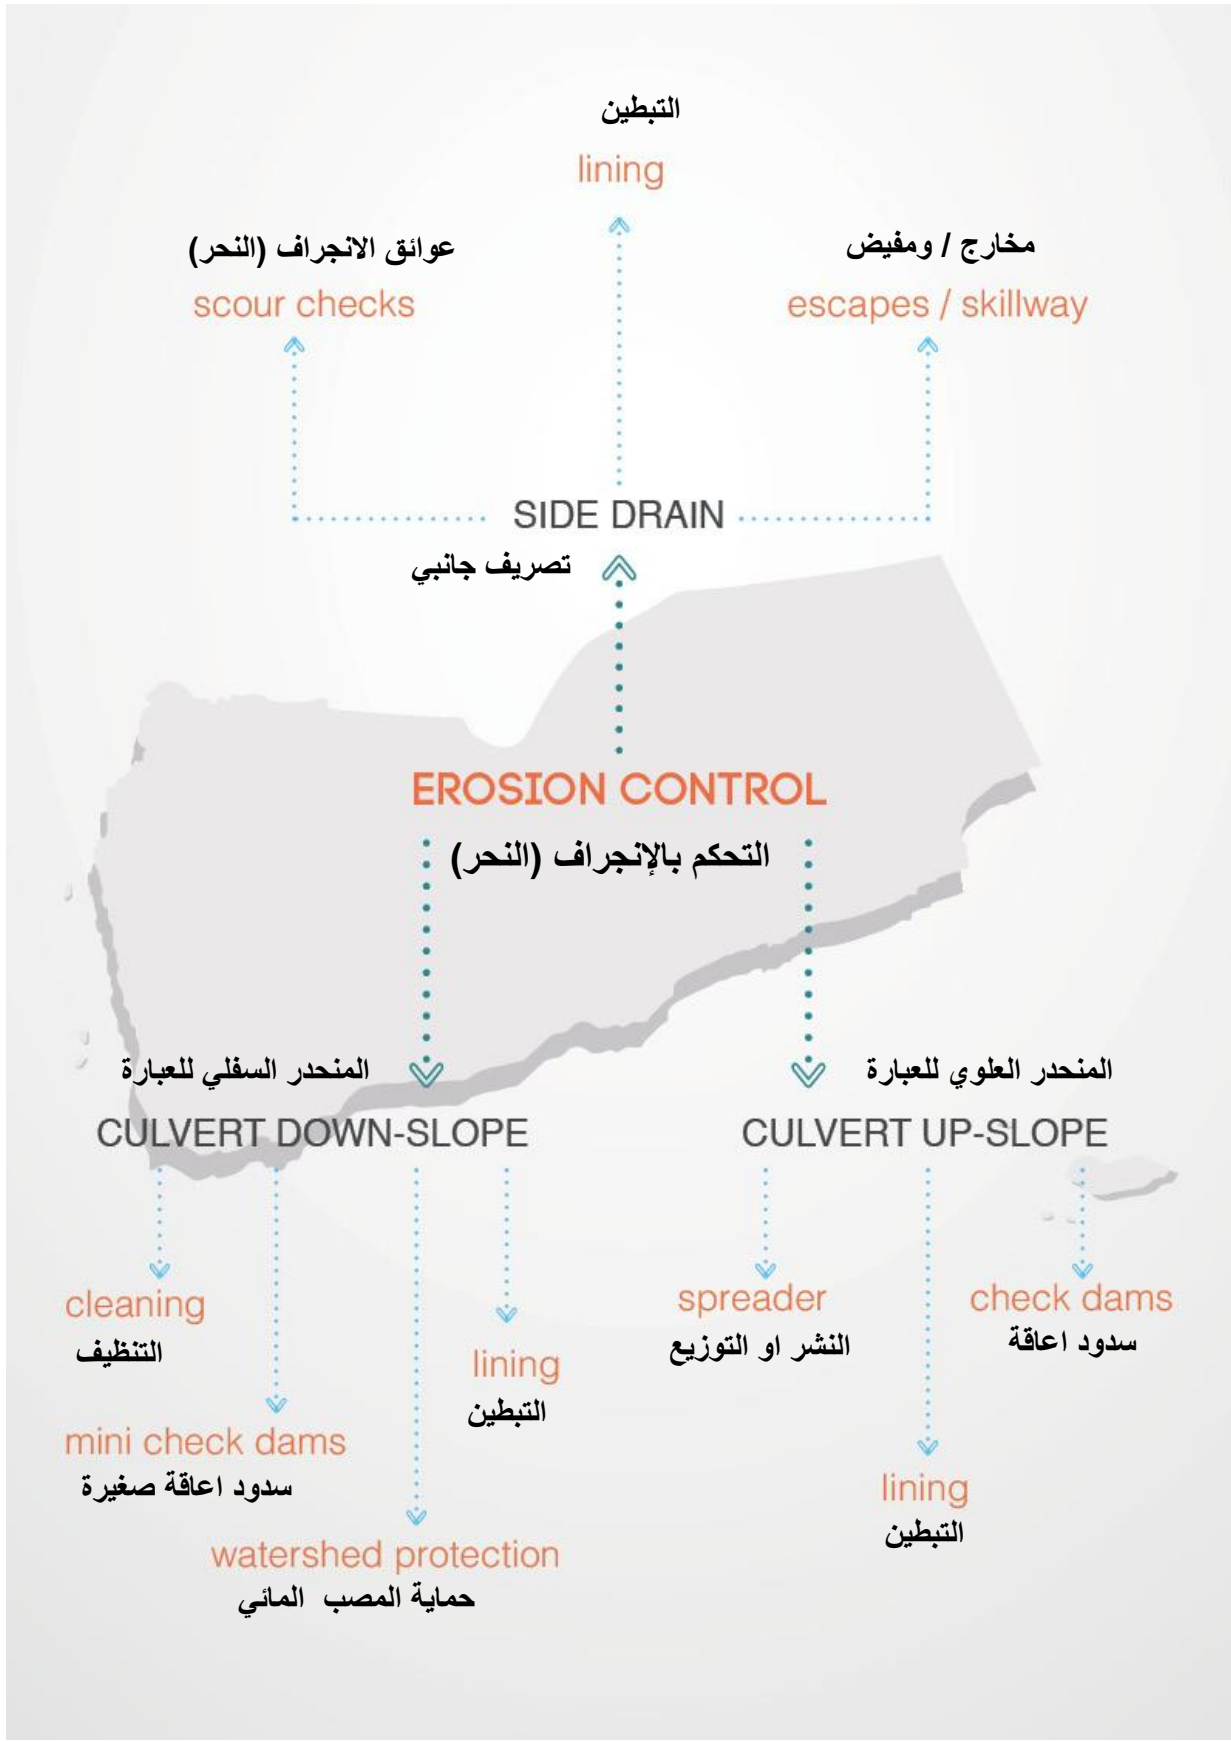 التبطين
lining
عوائق الانجراف (النحر)
scour checks
مخارج / ومفيض
escapes / skillway
SIDE DRAIN
تصريف جانبي
EROSION CONTROL
التحكم بالإنجراف (النحر)
المنحدر السفلي للعبارة
CULVERT DOWN-SLOPE
المنحدر العلوي للعبارة
CULVERT UP-SLOPE
cleaning
التنظيف
mini check dams
سدود اعاقة صغيرة
watershed protection
حماية المصب المائي
lining
التبطين
spreader
النشر او التوزيع
lining
التبطين
check dams
سدود اعاقة